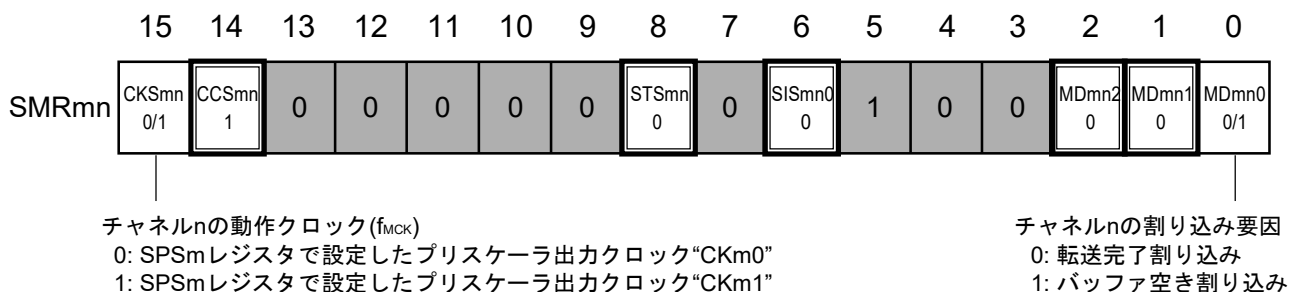 15 14 13 12 11 10 9 8 7 6 5 4 3 2 1 0
SMRmn CKSmn 0/1 CCSmn 1 0 0 0 0 0 STSmn 0 0 SISmn0 0 1 0 0 MDmn2 0 MDmn1 0 MDmn0 0/1
チャネルnの動作クロック(fMCK)
0: SPSmレジスタで設定したプリスケーラ出力クロック“CKm0”
1: SPSmレジスタで設定したプリスケーラ出力クロック“CKm1”
チャネルnの割り込み要因
0: 転送完了割り込み
1: バッファ空き割り込み